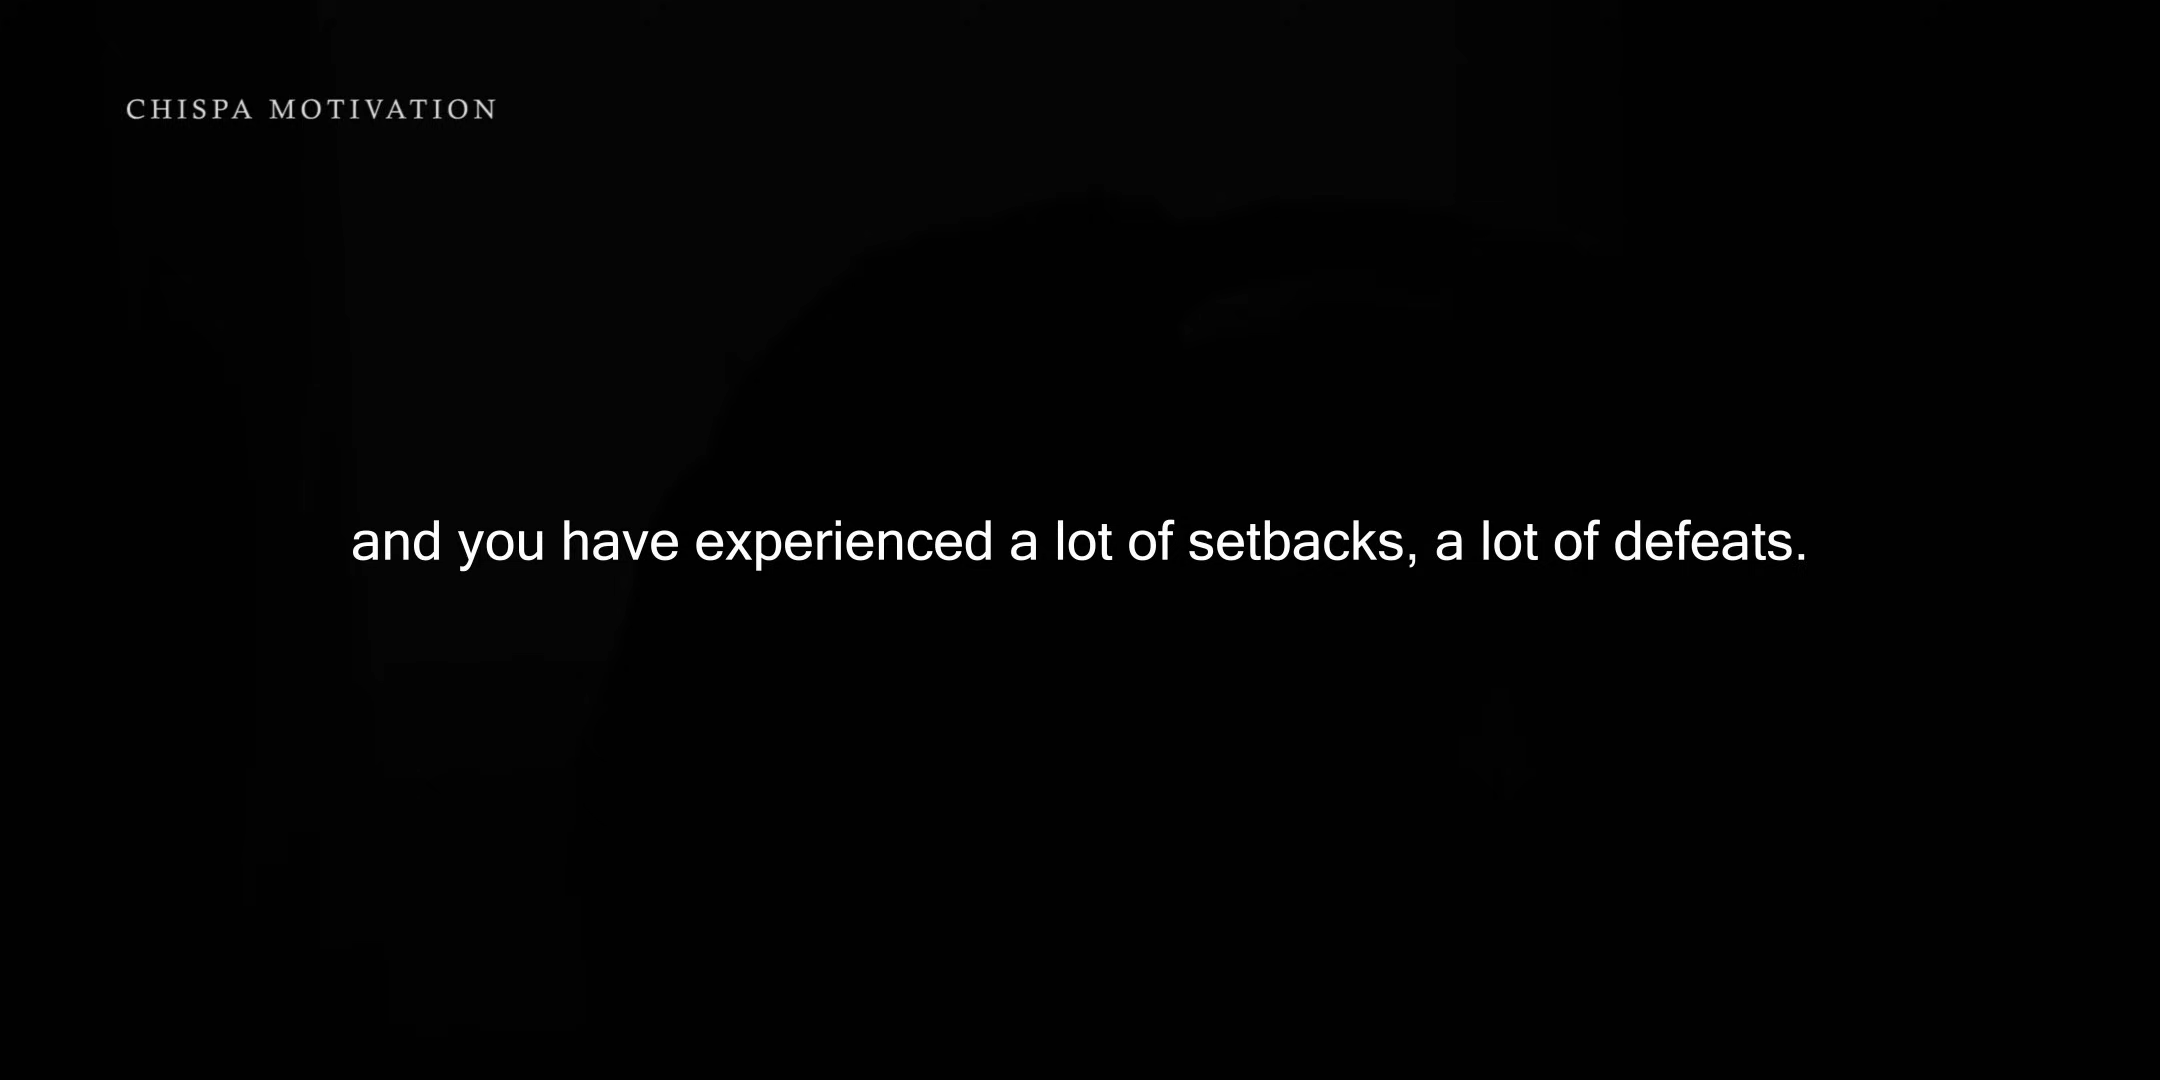 CHISPA MOTIVATION
and you have experienced a lot of setbacks, a lot of defeats.